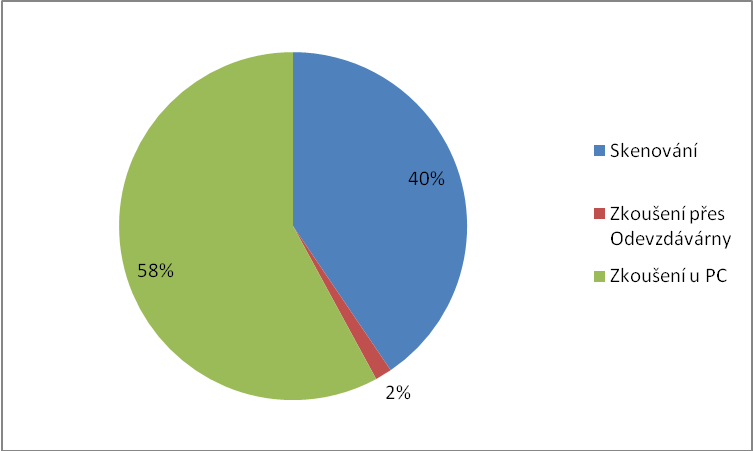 40%
58%
2%
Skenování
Zkoušení přes
Odevzdávárny
Zkoušení u PC